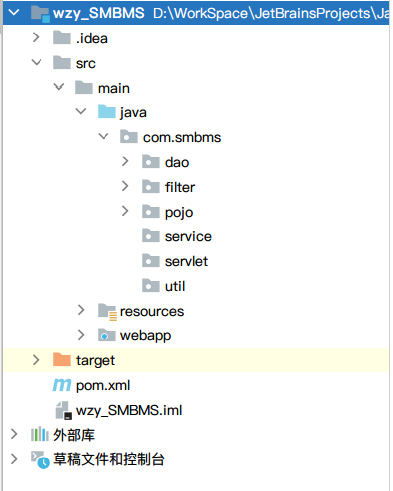 wzy_SMBMS D:\WorkSpace\JetBrainsProjects\Ja
.idea
src
main
java
com.smbms
dao
filter
pojo
service
servlet
util
resources
webapp
target
pom.xml
wzy_SMBMS.iml
外部库
草稿文件和控制台